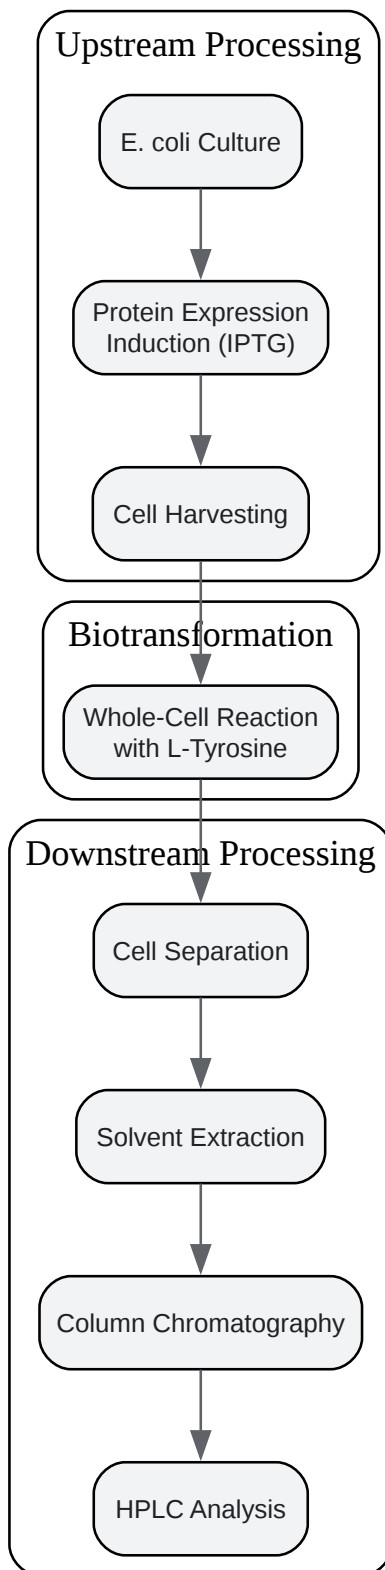 Upstream Processing
E. coli Culture
Protein Expression
Induction (IPTG)
Cell Harvesting
Biotransformation
Whole-Cell Reaction
with L-Tyrosine
Downstream Processing
Cell Separation
Solvent Extraction
Column Chromatography
HPLC Analysis